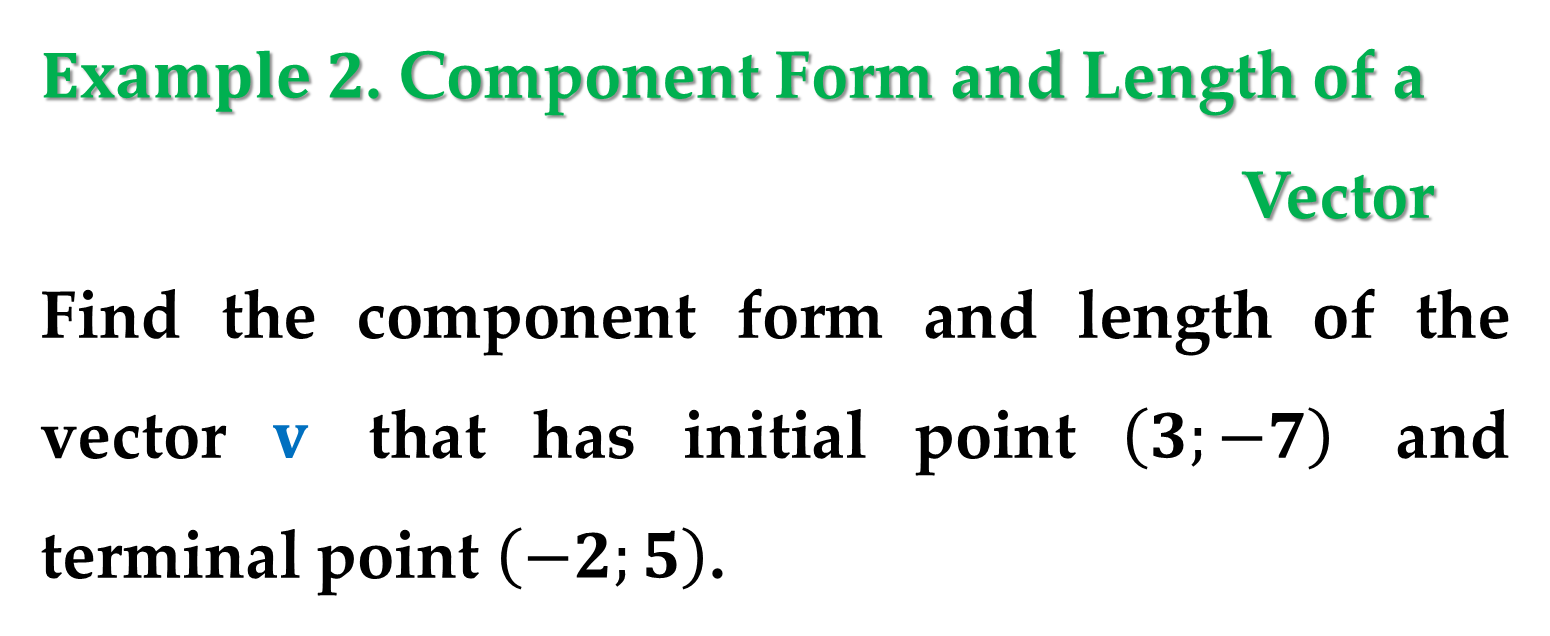 Example 2. Component Form and Length of a
Vector
Find the component form and length of the
vector v that has initial point (3; −7) and
terminal point (−2; 5).